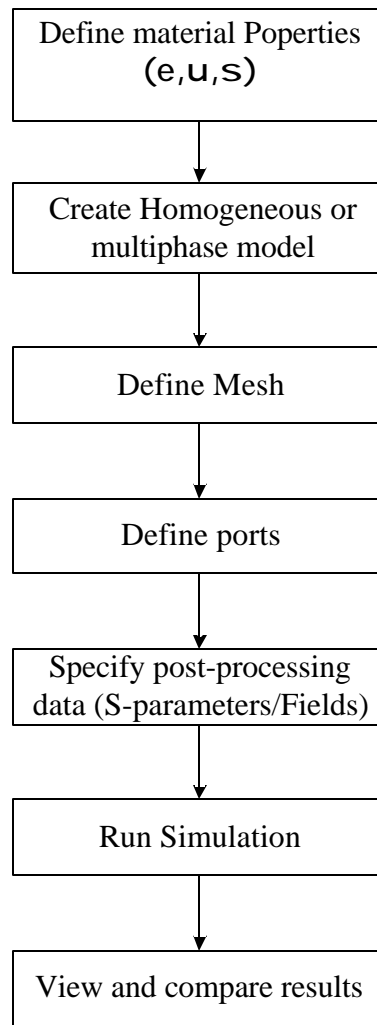 Define material Poperties
(e,u,s)
Create Homogeneous or
multiphase model
Define Mesh
Define ports
Specify post-processing
data (S-parameters/Fields)
Run Simulation
View and compare results